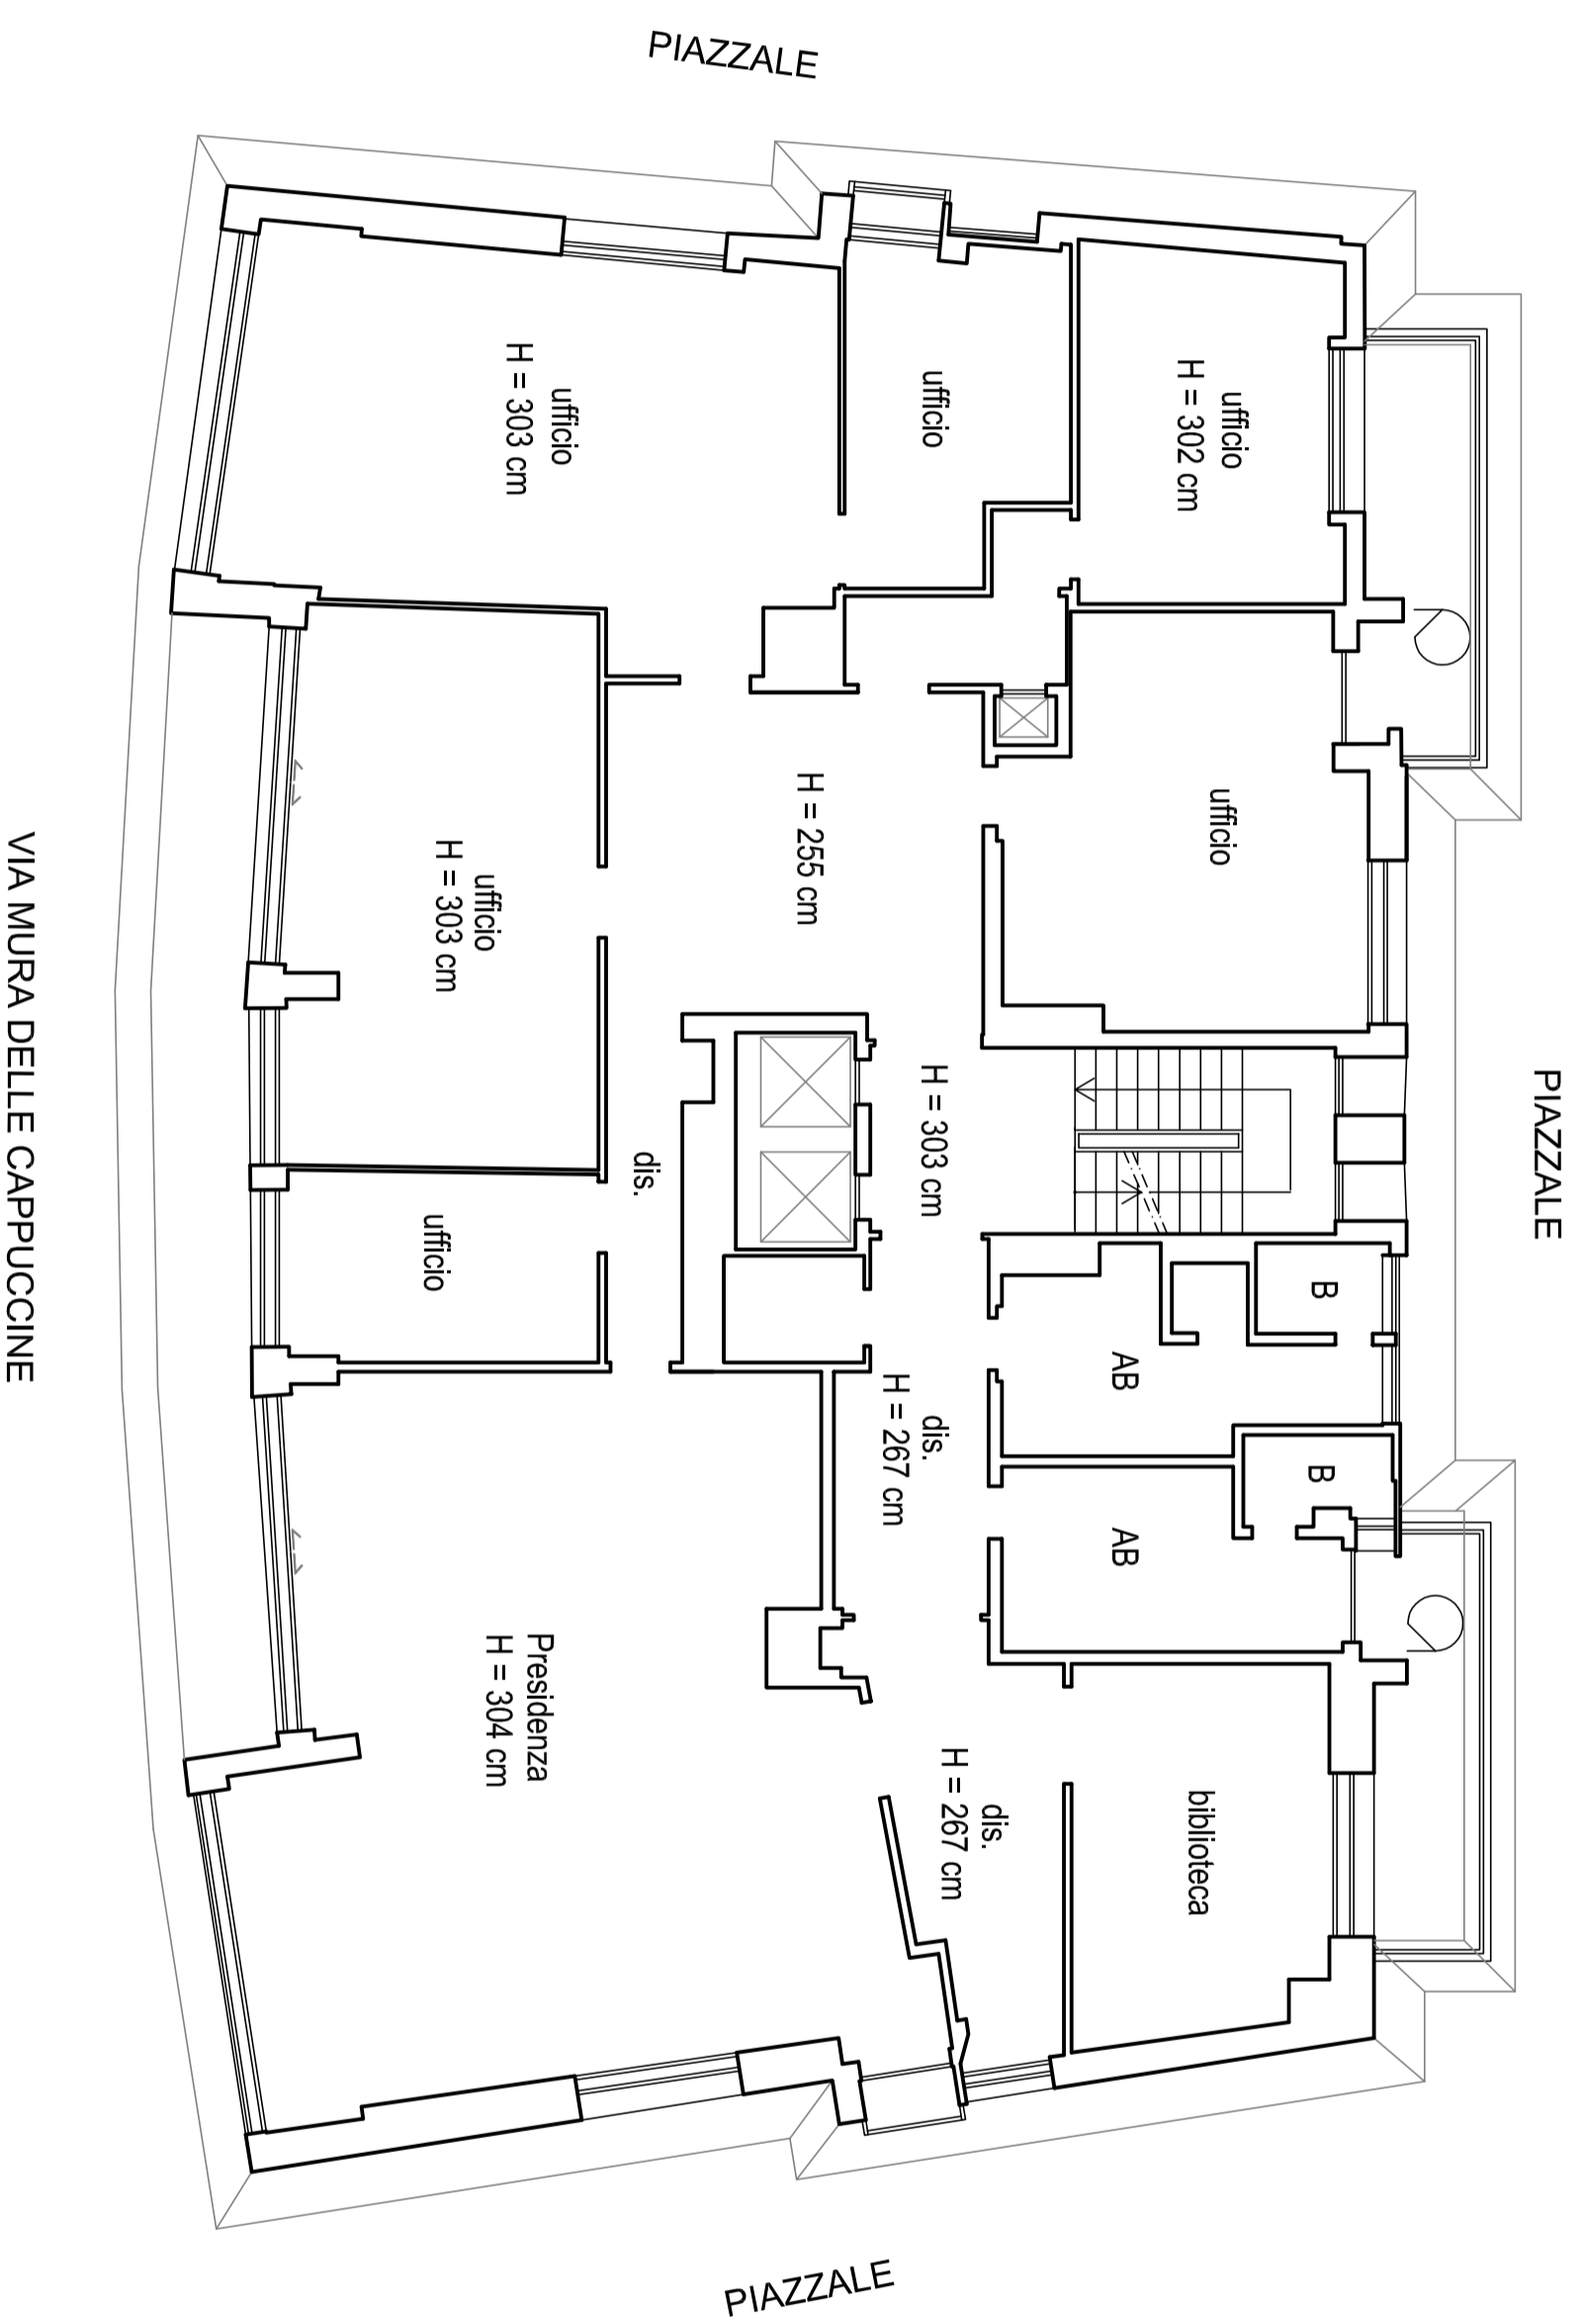 PIAZZALE
ufficio
H = 303 cm
ufficio
ufficio
H = 302 cm
ufficio
H = 303 cm
H = 255 cm
ufficio
VIA MURA DELLE CAPPUCCINE
dis.
H = 303 cm
PIAZZALE
ufficio
B
AB
dis.
H = 267 cm
B
AB
Presidenza
H = 304 cm
dis.
H = 267 cm
biblioteca
PIAZZALE